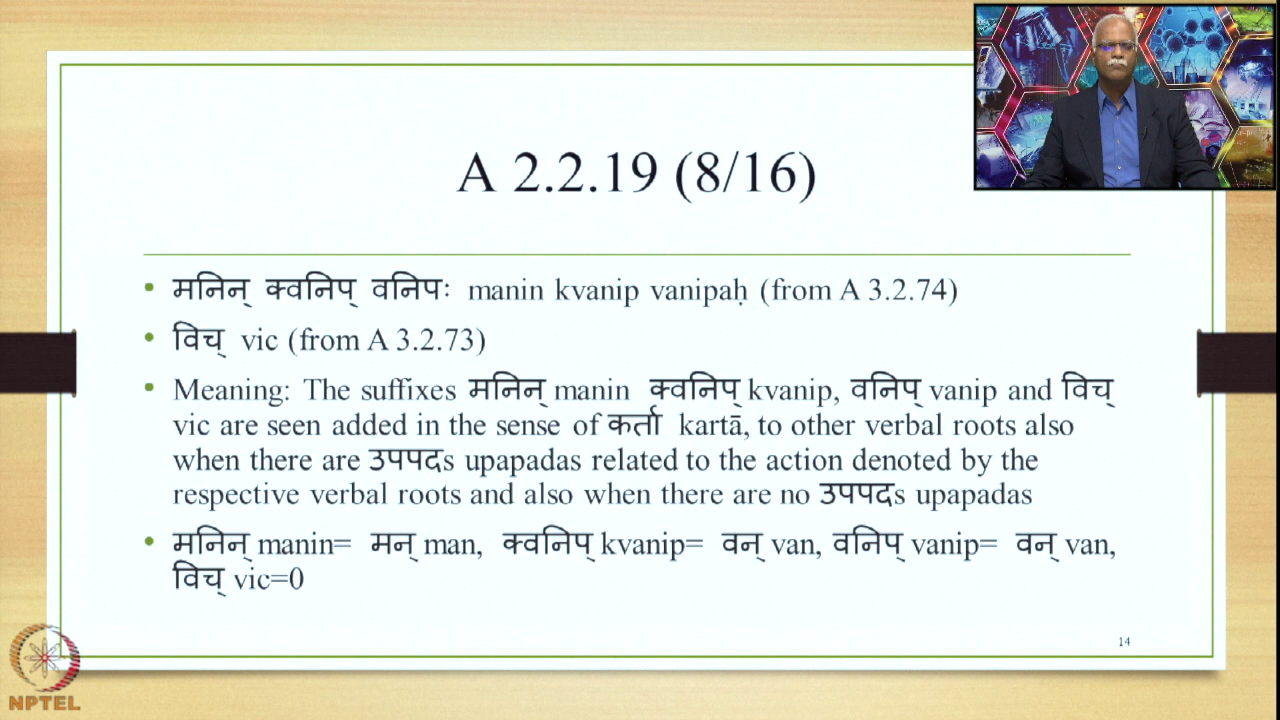 A 2.2.19 (8/16)
• मनिन् क्वनिप् वनिपः manin kvanip vanipaḥ (from A 3.2.74)
• विच् vic (from A 3.2.73)
• Meaning: The suffixes मनिन् manin क्वनिप् kvanip, वनिप् vanip and विच्
vic are seen added in the sense of कर्ता kartā, to other verbal roots also
when there are उपपदs upapadas related to the action denoted by the
respective verbal roots and also when there are no उपपदs upapadas
• मनिन् manin= मन् man, क्वनिप् kvanip= वन् van, वनिप् vanip= वन् van,
विच् vic=0
14
NPTEL